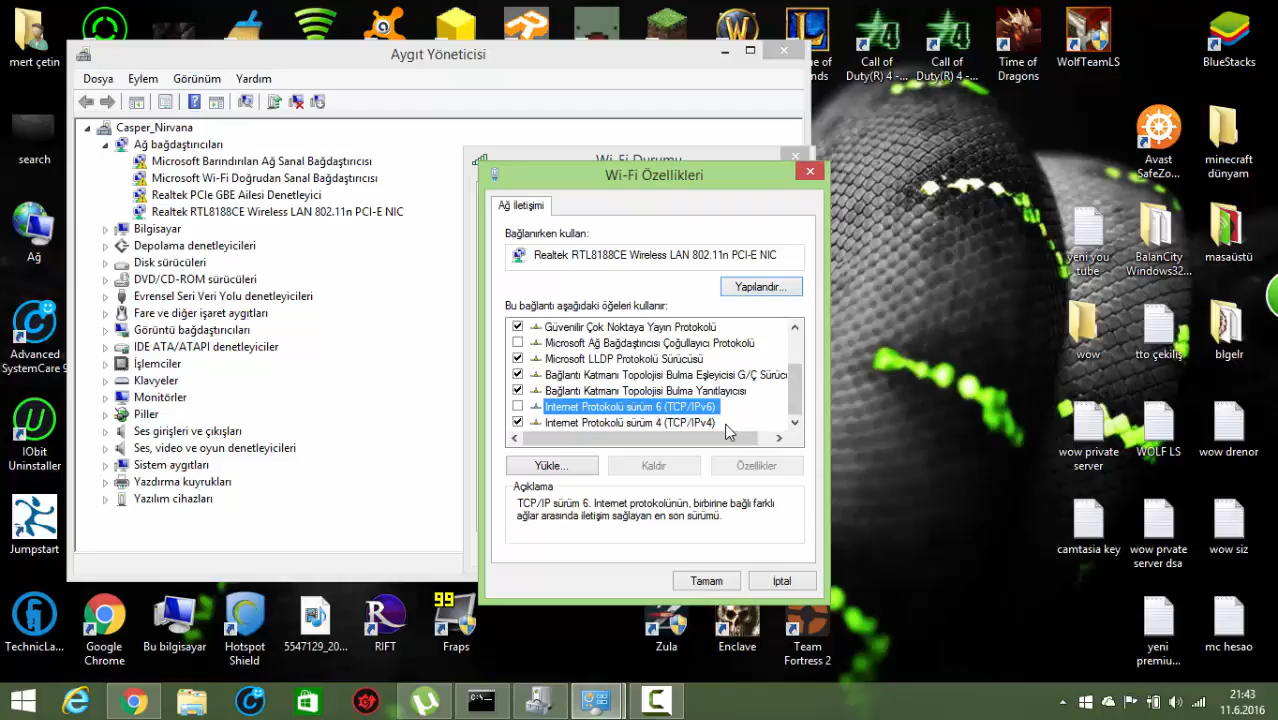 mert çetin
search
Ağ
Advanced
SystemCare 9
IObit
Uninstaller
Jumpstart
Aygıt Yöneticisi
Dosya
Eylem
Görünüm
Yardım
Casper_Nirvana
Ağ bağdaştırıcıları
Microsoft Barındırılan Ağ Sanal Bağdaştırıcısı
Microsoft Wi-Fi Doğrudan Sanal Bağdaştırıcısı
Realtek PCIe GBE Ailesi Denetleyici
Realtek RTL8188CE Wireless LAN 802.11n PCI-E NIC
Bilgisayar
Depolama denetleyicileri
Disk sürücüleri
DVD/CD-ROM sürücüleri
Evrensel Seri Veri Yolu denetleyicileri
Fare ve diğer işaret aygıtları
Görüntü bağdaştırıcıları
IDE ATA/ATAPI denetleyicileri
İşlemciler
Klavyeler
Monitörler
Piller
Ses girişleri ve çıkışları
Ses, video ve oyun denetleyicileri
Sistem aygıtları
Yazdırma kuyrukları
Yazılım cihazları
Wi-Fi Durumu
Wi-Fi Özellikleri
Ağ İletişimi
Bağlanırken kullan:
Realtek RTL8188CE Wireless LAN 802.11n PCI-E NIC
Yapılandır...
Bu bağlantı aşağıdaki öğeleri kullanır:
Güvenilir Çok Noktaya Yayın Protokolü
Microsoft Ağ Bağdaştırıcısı Çoğullayıcı Protokolü
Microsoft LLDP Protokolü Sürücüsü
Bağlantı Katmanı Topolojisi Bulma Eşleyicisi G/Ç Sürücü
Bağlantı Katmanı Topolojisi Bulma Yanıtlayıcısı
Internet Protokolü sürüm 6 (TCP/IPv6)
Internet Protokolü sürüm 4 (TCP/IPv4)
Yükle...
Kaldır
Özellikler
Açıklama
TCP/IP sürüm 6. Internet protokolünün, birbirine bağlı farklı
ağlar arasında iletişim sağlayan en son sürümü.
Tamam
İptal
of
Call of
Duty(R) 4 -...
Call of
Duty(R) 4 -...
Time of
Dragons
WolfTeamLS
BlueStacks
Avast
SafeZo...
minecraft
dünyam
yeni you
tube
BalanCity
Windows32...
masaüstü
wow
tto çekiliş
blgelr
wow private
server
WOLF LS
wow drenor
camtasia key
wow prvate
server dsa
wow siz
yeni
premiu...
mc hesao
TechnicLa...
Google
Chrome
Bu bilgisayar
Hotspot
Shield
5547129_20...
RIFT
99
Fraps
Zula
Enclave
Team
Fortress 2
21:43
11.6.2016